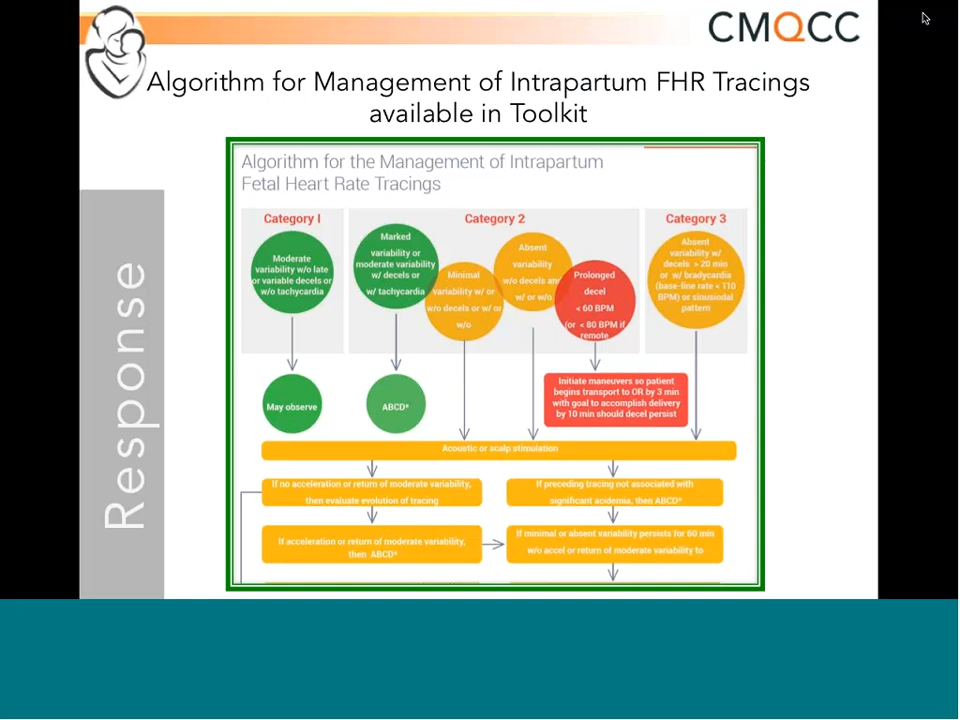 CMQCC
Algorithm for Management of Intrapartum FHR Tracings
available in Toolkit
Response
Algorithm for the Management of Intrapartum
Fetal Heart Rate Tracings
Category I
Moderate
variability w/o late
or variable decels or
w/o tachycardia
Category 2
Marked
variability or
moderate variability
w/ decels or
w/ tachycardia
Minimal
variability w/ or
w/o decels or w/ or
w/o
Absent
variability
w/o decels
w/ or w/o
Prolonged
decel
< 60 BPM
(or < 80 BPM if
remote
Category 3
Absent
variability w/
decels > 20 min
or w/ bradycardia
(base-line rate < 110
BPM) or sinusiodal
pattern
May observe
ABCD*
Initiate maneuvers so patient
begins transport to OR by 3 min
with goal to accomplish delivery
by 10 min should decel persist
Acoustic or scalp stimulation
If no acceleration or return of moderate variability,
then evaluate evolution of tracing
If preceding tracing not associated with
significant acidemia, then ABCD*
If acceleration or return of moderate variability,
then ABCD*
If minimal or absent variability persists for 60 min
w/o accel or return of moderate variability to